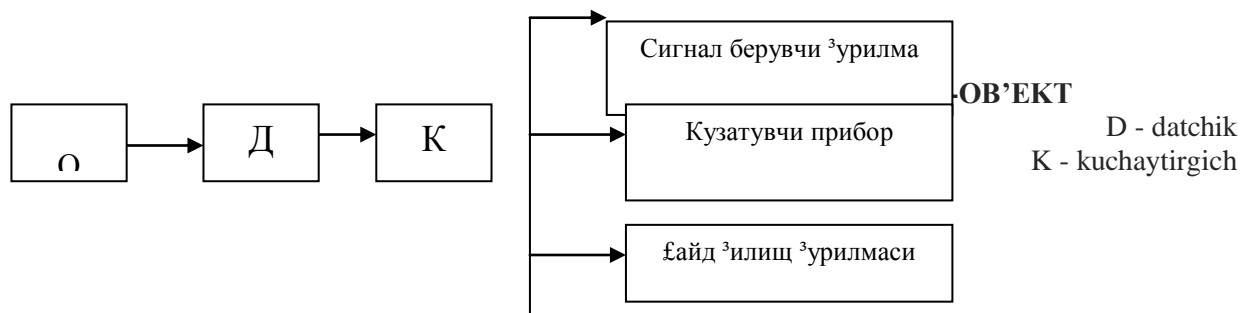 Сигнал берувчи ³урилма
-OB’EKT
О
Д
К
Кузатувчи прибор
D - datchik
K - kuchaytirgich
£айд ³илищ ³урилмаси